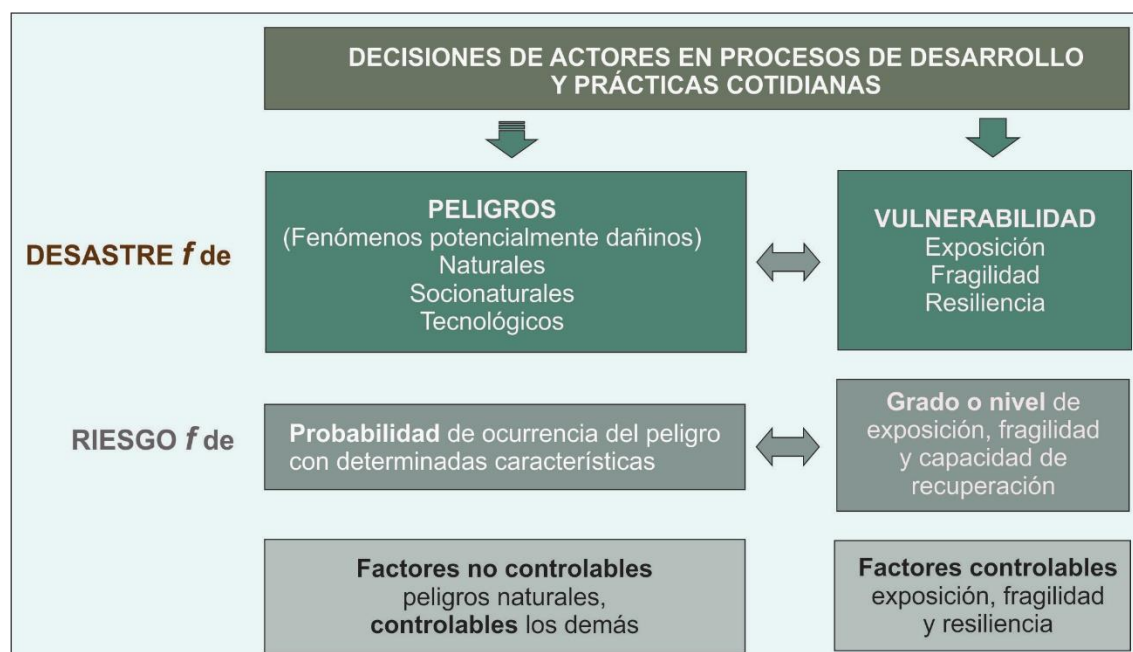 DECISIONES DE ACTORES EN PROCESOS DE DESARROLLO
Y PRÁCTICAS COTIDIANAS
DESASTRE f de
PELIGROS
(Fenómenos potencialmente dañinos)
Naturales
Socionaturales
Tecnológicos
VULNERABILIDAD
Exposición
Fragilidad
Resiliencia
RIESGO f de
Probabilidad de ocurrencia del peligro
con determinadas características
Grado o nivel de
exposición, fragilidad
y capacidad de
recuperación
Factores no controlables
peligros naturales,
controlables los demás
Factores controlables
exposición, fragilidad
y resiliencia